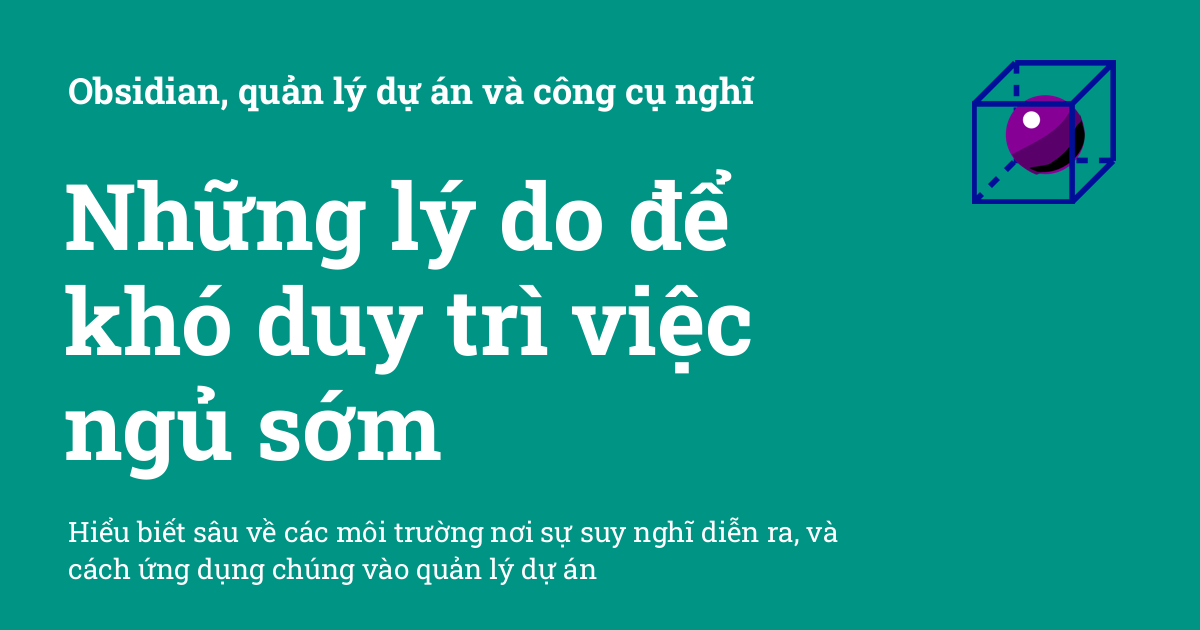 Obsidian, quản lý dự án và công cụ nghĩ
Những lý do để
khó duy trì việc
ngủ sớm
Hiểu biết sâu về các môi trường nơi sự suy nghĩ diễn ra, và
cách ứng dụng chúng vào quản lý dự án